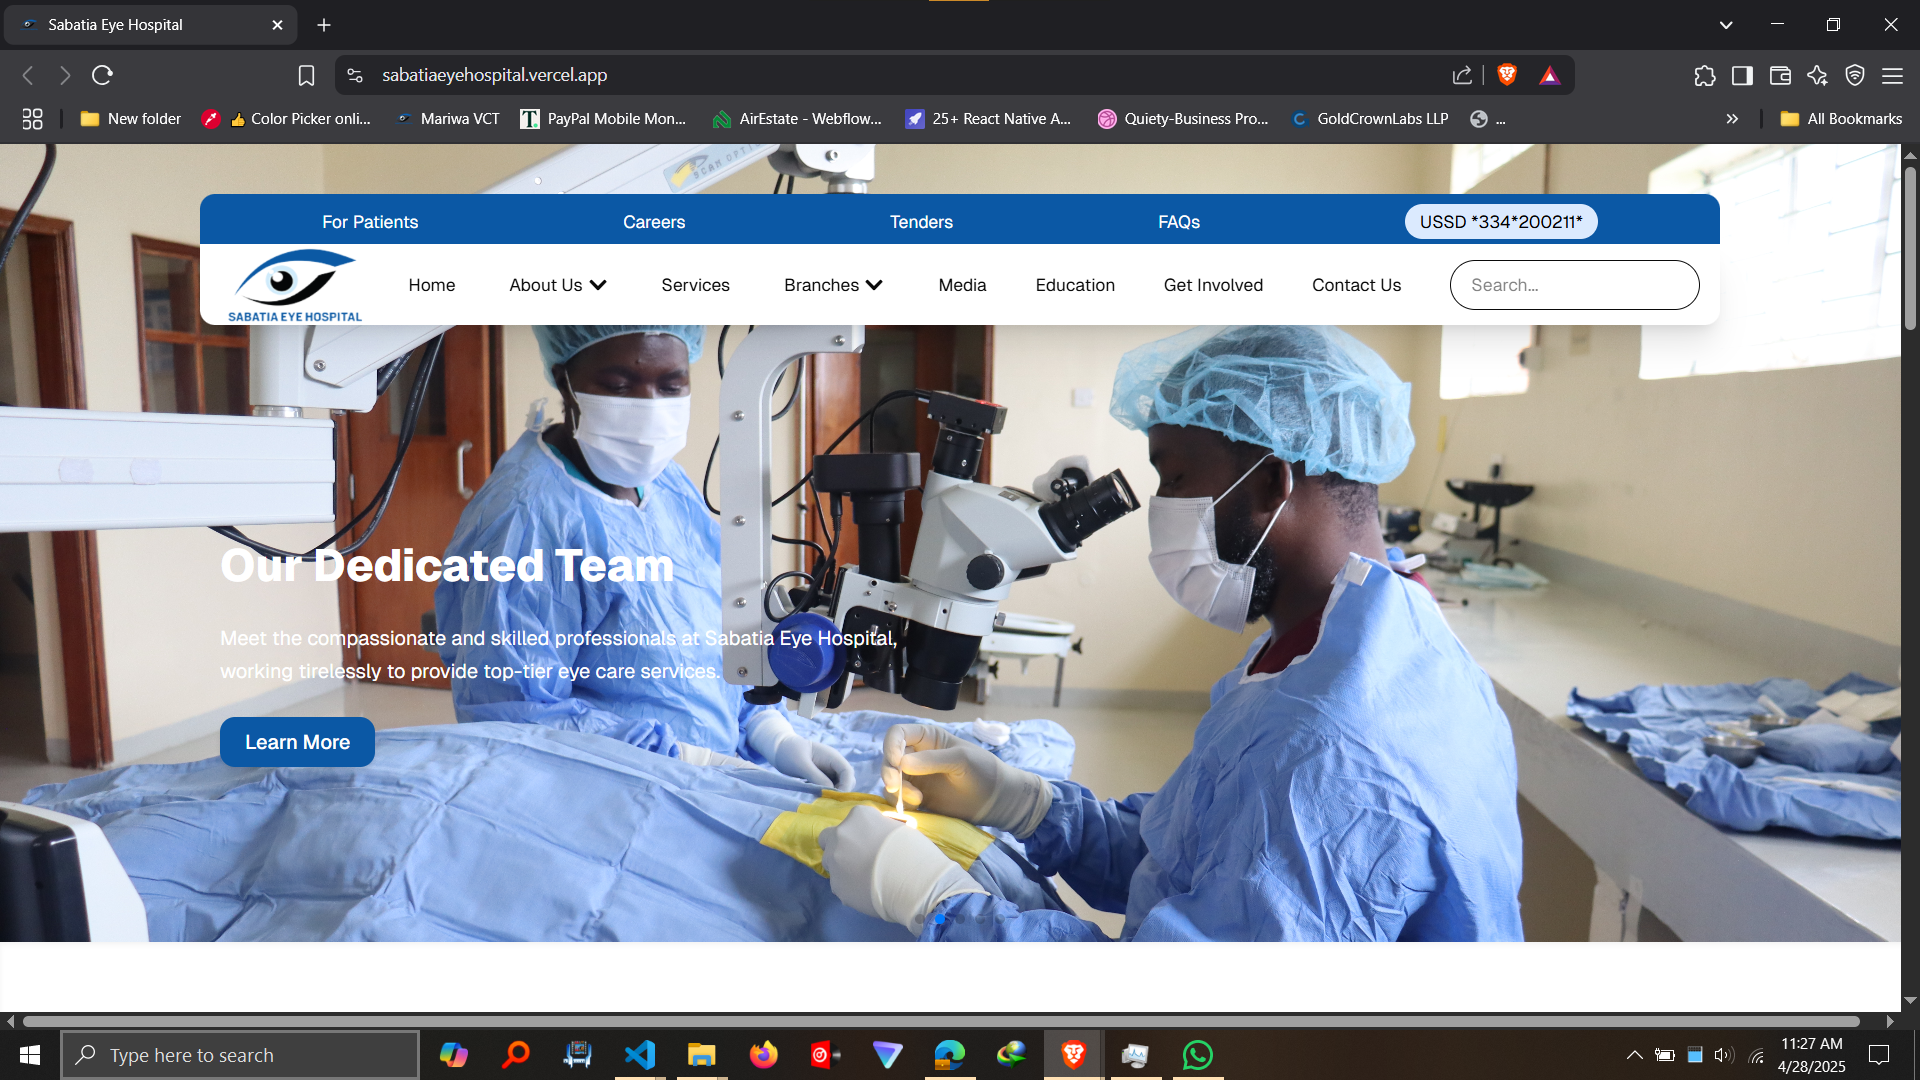 Sabatia Eye Hospital
sabatiaeyehospital.vercel.app
New folder
👍 Color Picker onli...
Mariwa VCT
PayPal Mobile Mon...
AirEstate - Webflow...
25+ React Native A...
Quiety-Business Pro...
GoldCrownLabs LLP
...
All Bookmarks
For Patients
Careers
Tenders
FAQs
USSD *334*200211*
SABATIA EYE HOSPITAL
Home
About Us
Services
Branches
Media
Education
Get Involved
Contact Us
Search...
Our Dedicated Team
Meet the compassionate and skilled professionals at Sabatia Eye Hospital,
working tirelessly to provide top-tier eye care services.
Learn More
Type here to search
11:27 AM
4/28/2025